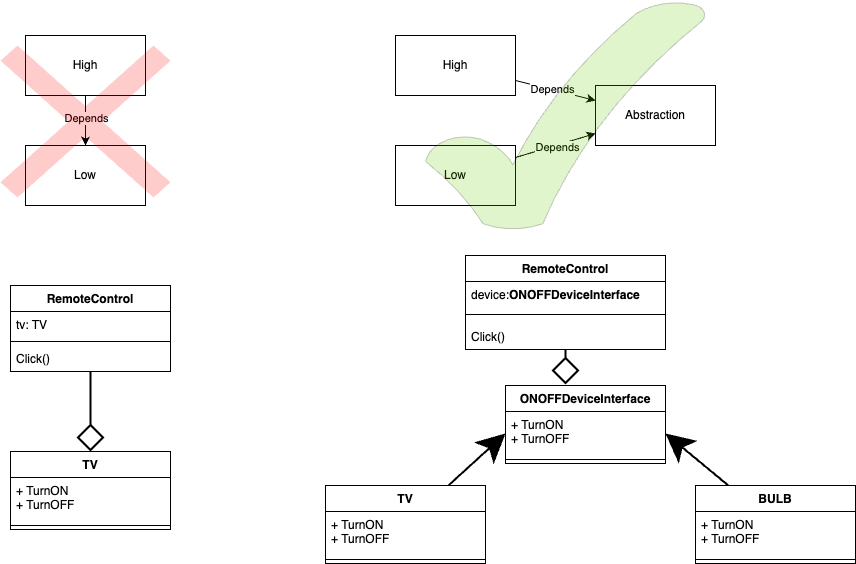 High
Depends
Low
High
Depends
Abstraction
Depends
Low
RemoteControl
tv: TV
Click()
TV
+ TurnON
+ TurnOFF
RemoteControl
device:ONOFFDeviceInterface
Click()
ONOFFDeviceInterface
+ TurnON
+ TurnOFF
TV
+ TurnON
+ TurnOFF
BULB
+ TurnON
+ TurnOFF